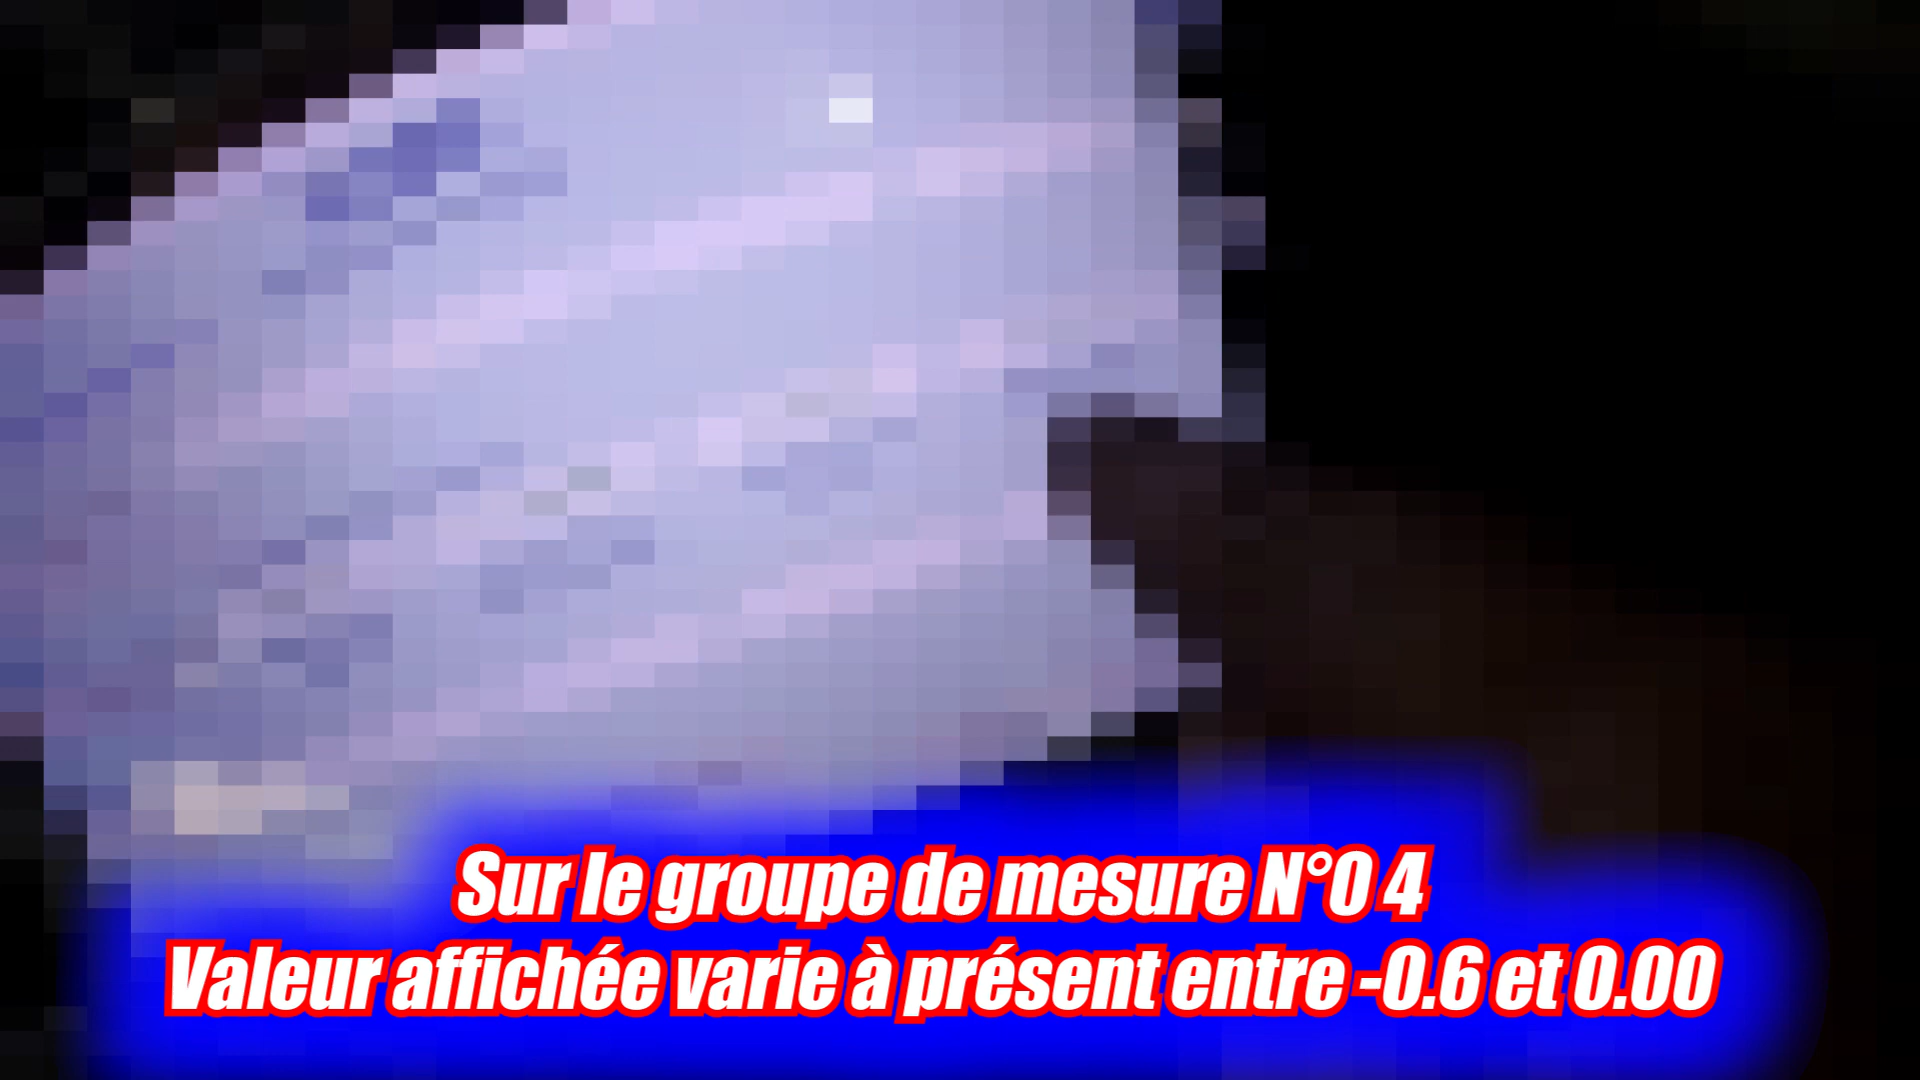 Sur le groupe de mesure N°0 4
Valeur affichée varie à présent entre -0.6 et 0.00